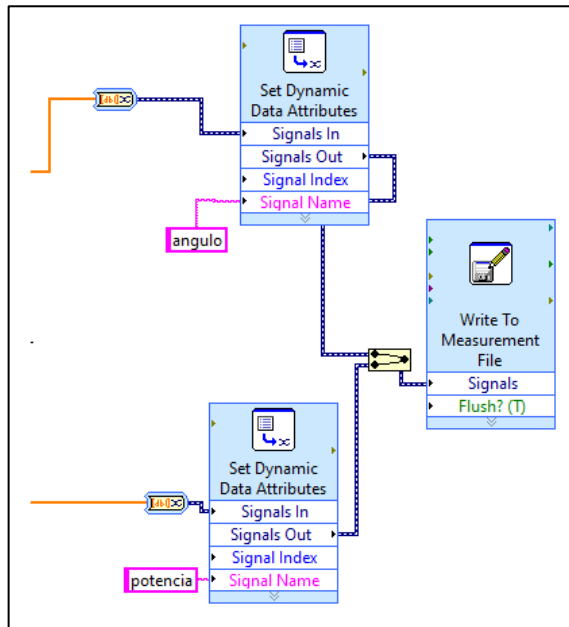 Set Dynamic
Data Attributes
Signals In
Signals Out
Signal Index
Signal Name
angulo
Write To
Measurement
File
Signals
Flush? (T)
Set Dynamic
Data Attributes
Signals In
Signals Out
Signal Index
Signal Name
potencia